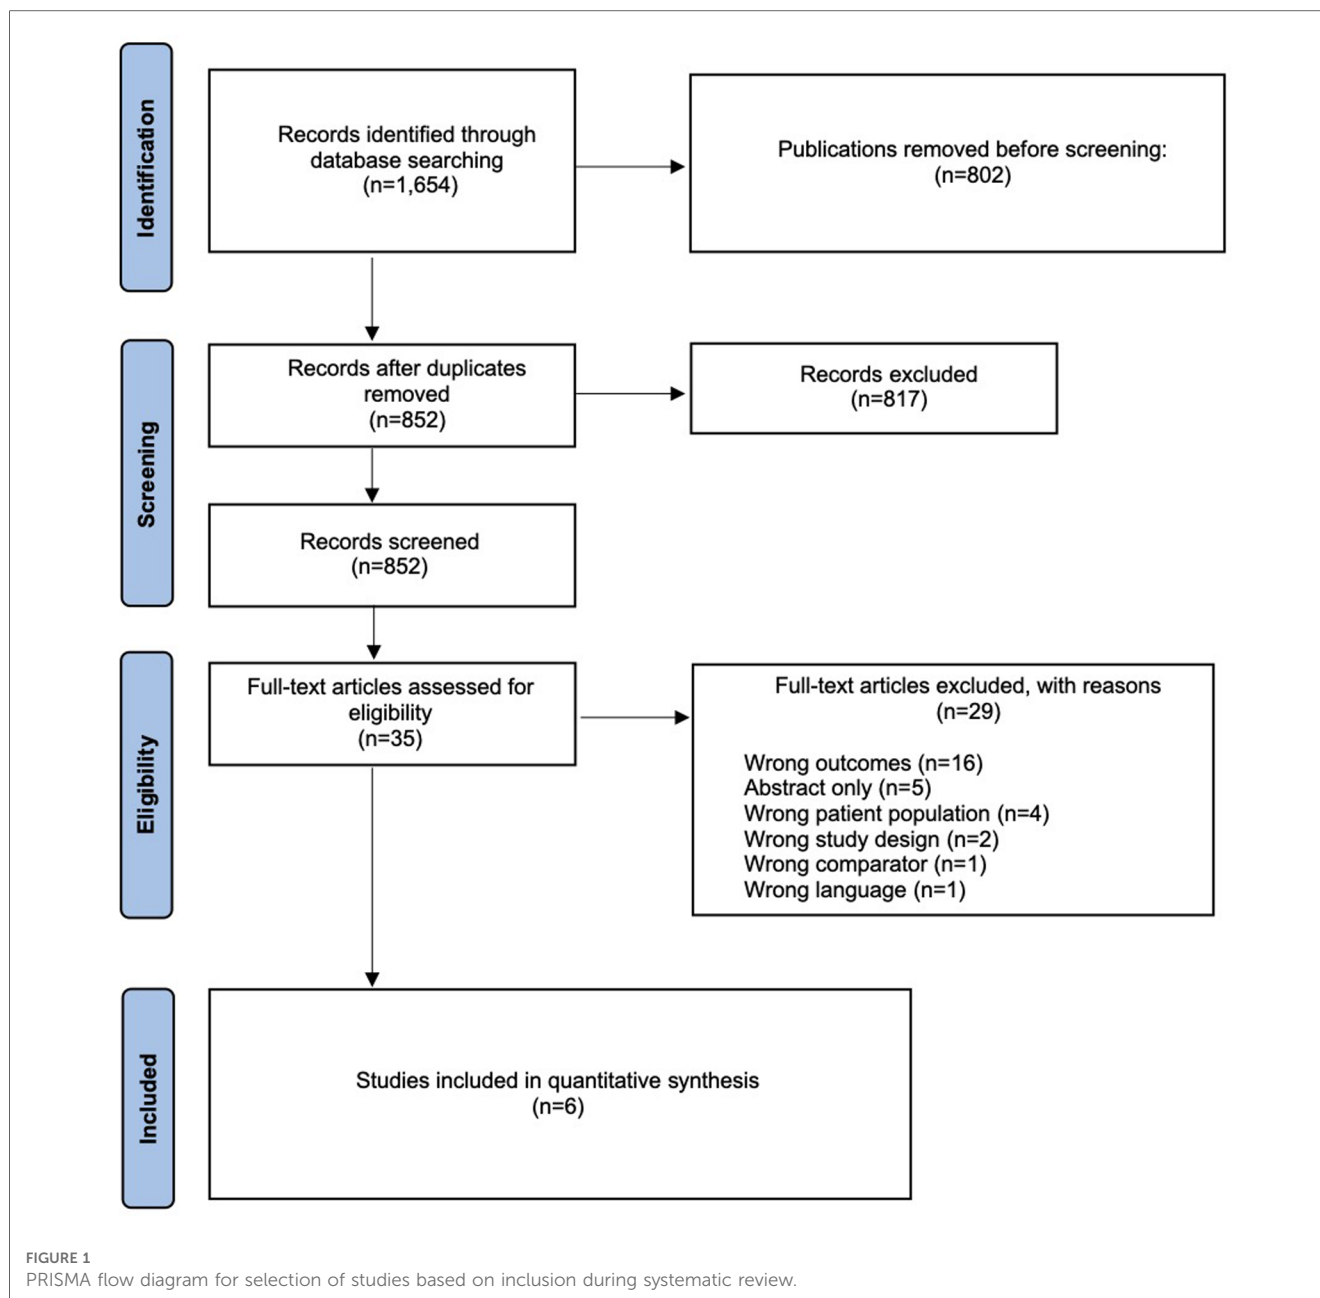 Identification
Records identified through
database searching
(n=1,654)
Publications removed before screening:
(n=802)
Screening
Records after duplicates
removed
(n=852)
Records excluded
(n=817)
Records screened
(n=852)
Eligibility
Full-text articles assessed for
eligibility
(n=35)
Full-text articles excluded, with reasons
(n=29)
Wrong outcomes (n=16)
Abstract only (n=5)
Wrong patient population (n=4)
Wrong study design (n=2)
Wrong comparator (n=1)
Wrong language (n=1)
Included
Studies included in quantitative synthesis
(n=6)
FIGURE 1
PRISMA flow diagram for selection of studies based on inclusion during systematic review.